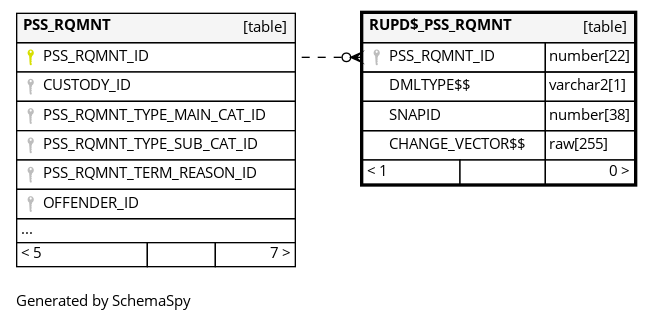 PSS_RQMNT [table]
PSS_RQMNT_ID
CUSTODY_ID
PSS_RQMNT_TYPE_MAIN_CAT_ID
PSS_RQMNT_TYPE_SUB_CAT_ID
PSS_RQMNT_TERM_REASON_ID
OFFENDER_ID
...
< 5 7 >
RUPD$_PSS_RQMNT [table]
PSS_RQMNT_ID number[22]
DMLTYPE$$ varchar2[1]
SNAPID number[38]
CHANGE_VECTOR$$ raw[255]
< 1 0 >
Generated by SchemaSpy